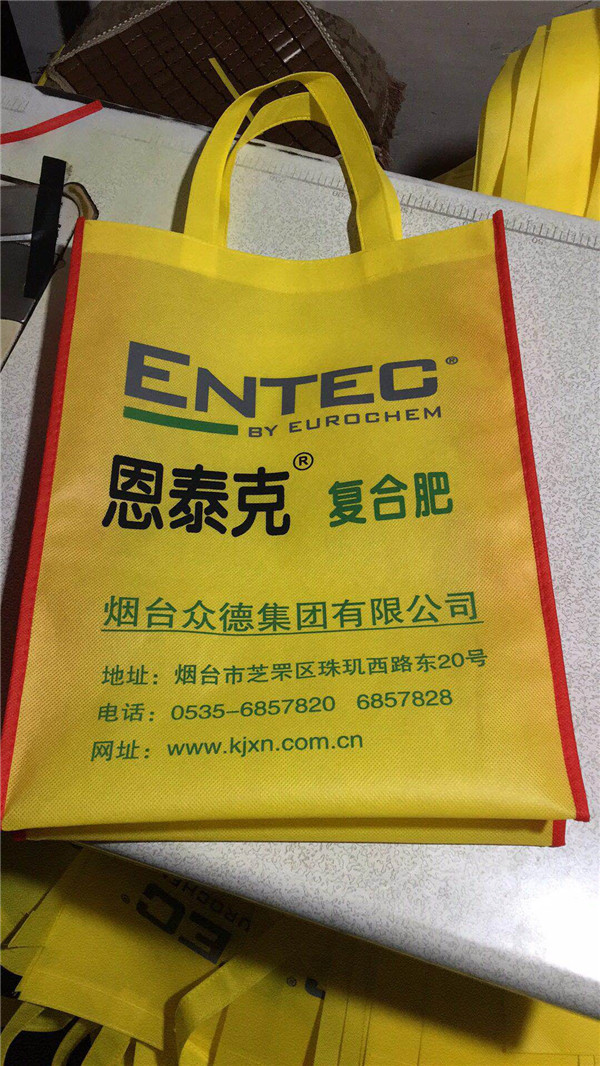 ENTEC®
BY EUROCHEM
恩泰克® 复合肥
烟台众德集团有限公司
地址：烟台市芝罘区珠玑西路东20号
电话：0535-6857820 6857828
网址：www.kjxn.com.cn
EC®
UROCHE